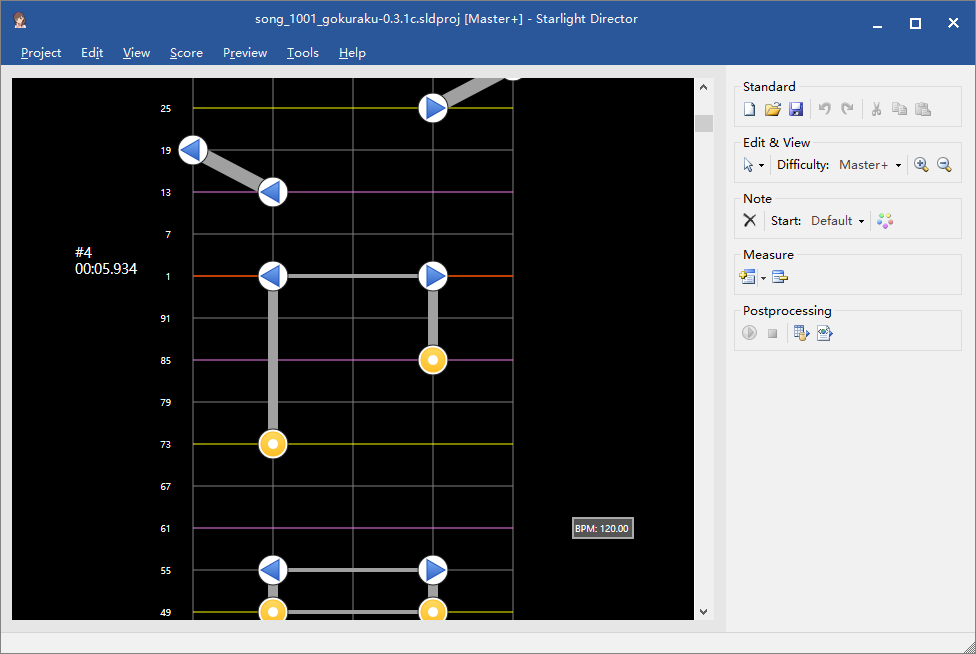 song_1001_gokuraku-0.3.1c.sldproj [Master+] - Starlight Director
Project Edit View Score Preview Tools Help
25
19
13
7
#4
00:05.934
1
91
85
79
73
67
61
BPM: 120.00
55
49
Standard
Edit & View
Difficulty: Master+
Note
Start: Default
Measure
Postprocessing